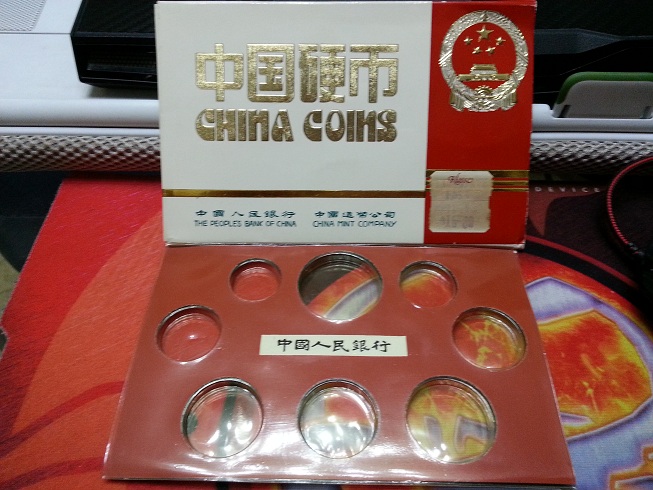 中国硬币
CHINA COINS
中國人民銀行 中國造幣公司
THE PEOPLES BANK OF CHINA CHINA MINT COMPANY
DEVICE
中國人民銀行